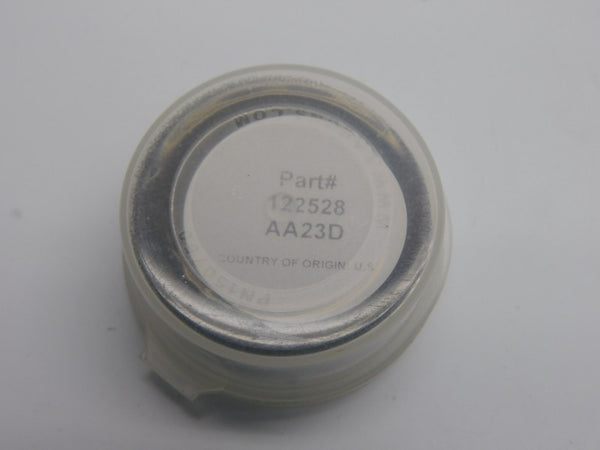 Part#
122528
AA23D
COUNTRY OF ORIGIN U.S